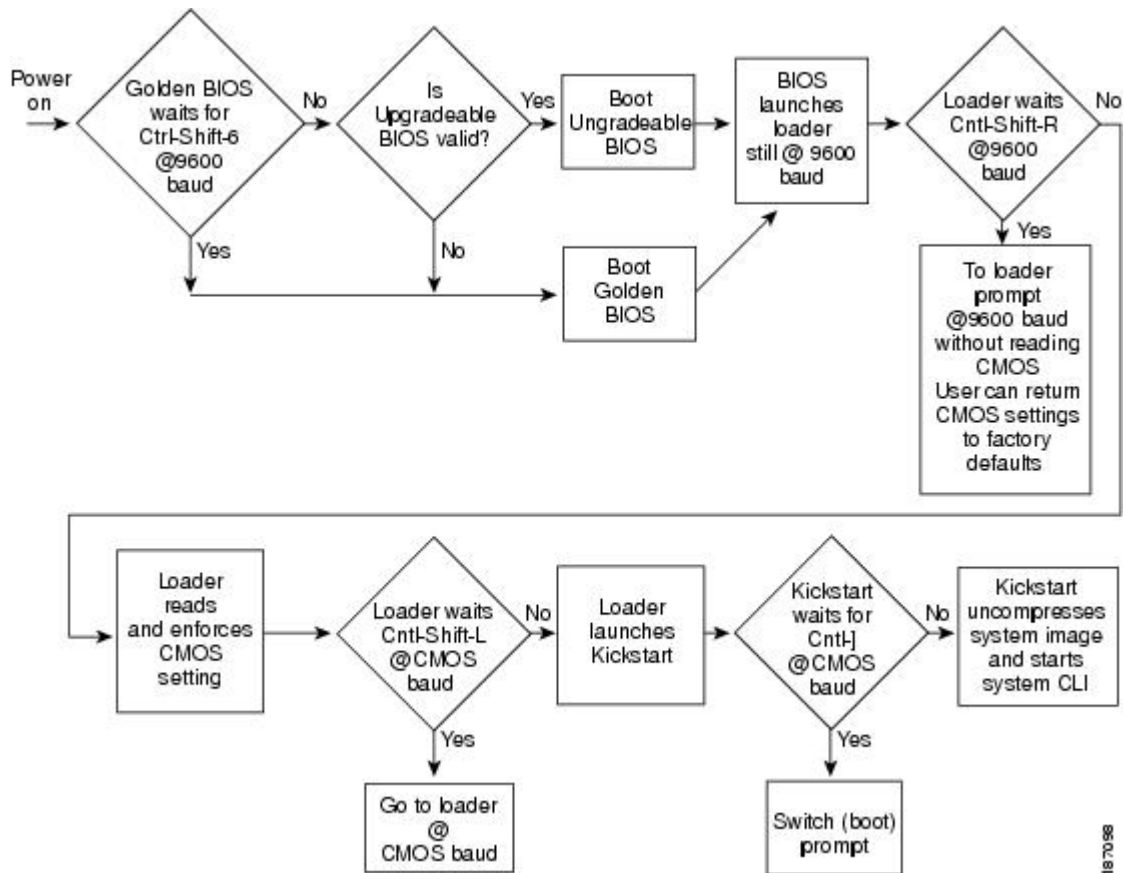 Power
on
Golden BIOS
waits for
Ctrl-Shift-6
@9600
baud
No
Yes
Is
Upgradeable
BIOS valid?
Yes
No
Boot
Ungradeable
BIOS
Boot
Golden
BIOS
BIOS
launches
loader
still @ 9600
baud
Loader waits
Cntl-Shift-R
@9600
baud
No
Yes
To loader
prompt
@9600 baud
without reading
CMOS
User can return
CMOS settings
to factory
defaults
Loader
reads
and enforces
CMOS
setting
Loader waits
Cntl-Shift-L
@CMOS
baud
No
Yes
Go to loader
@
CMOS baud
Loader
launches
Kickstart
Kickstart
waits for
Cntl-]
@CMOS
baud
No
Yes
Switch (boot)
prompt
Kickstart
uncompresses
system image
and starts
system CLI
187098